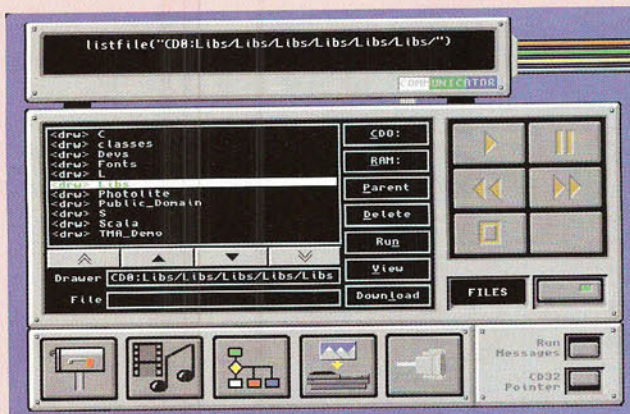 listfile("CD0:Libs/Libs/Libs/Libs/Libs/Libs/")
COMMUNICATOR
<drw> C
<drw> classes
<drw> Devs
<drw> Fonts
<drw> L
<drw> Libs
<drw> Photolite
<drw> Public_Domain
<drw> S
<drw> Scala
<drw> TMA_Demo
CD0:
RAM:
Parent
Delete
Run
View
Download
Drawer CD0:Libs/Libs/Libs/Libs/Libs
File
FILES
Run
Messages
CD32
Pointer